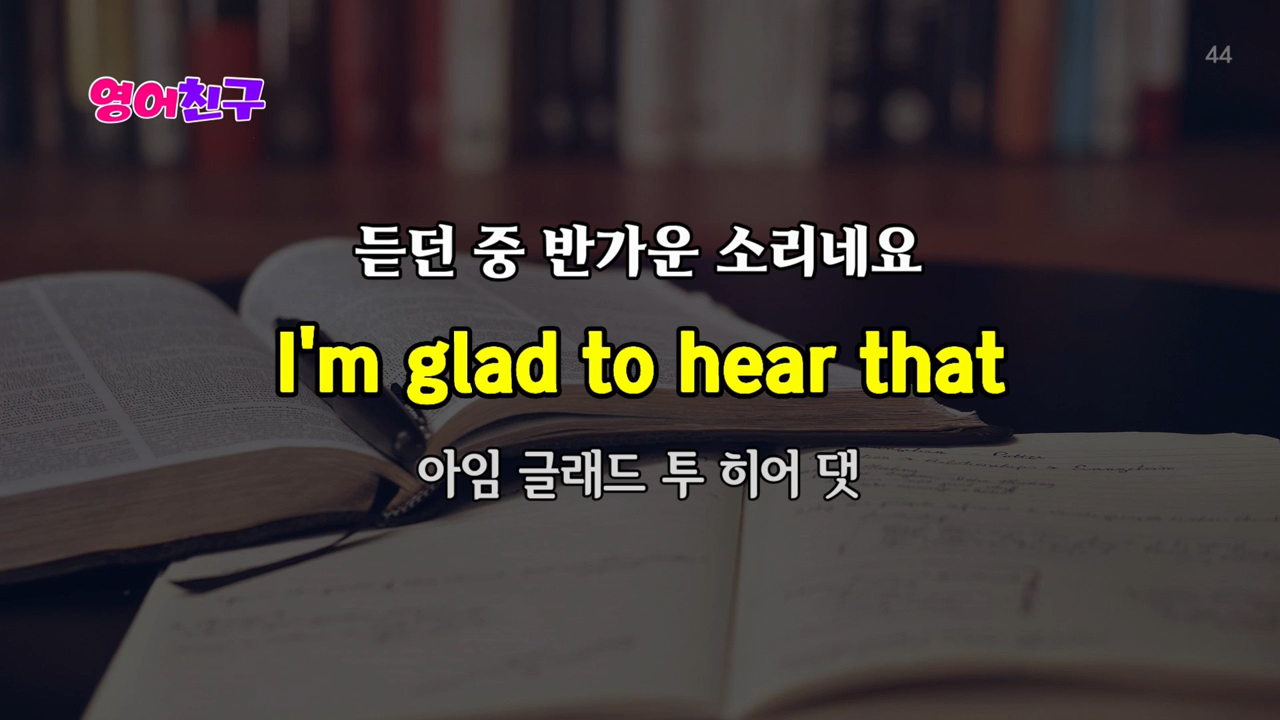 영어친구
44
듣던 중 반가운 소리네요
I'm glad to hear that
아임 글래드 투 히어 댓